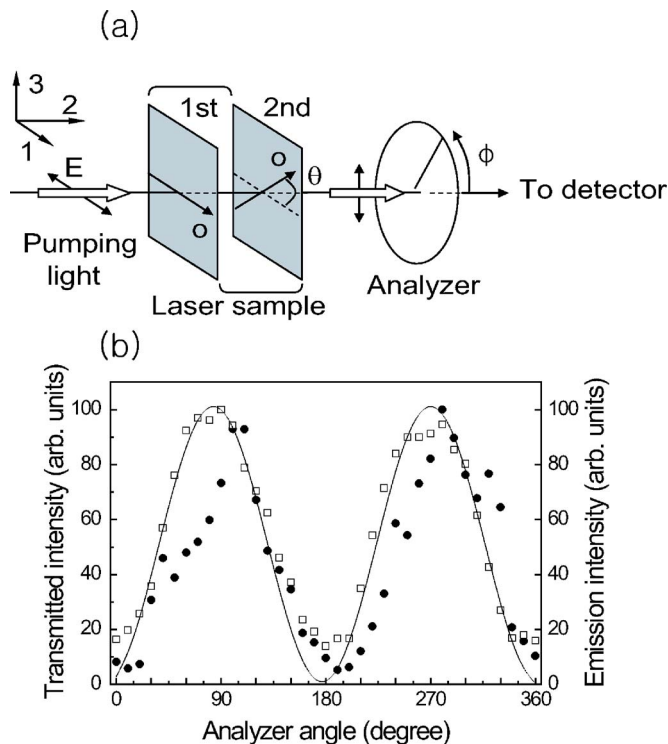 (a)
3
2
1
E
1st
2nd
o
o
θ
ϕ
Pumping
light
Laser sample
Analyzer
To detector
(b)
Transmitted intensity (arb. units)
Emission intensity (arb. units)
100
80
60
40
20
0
100
80
60
40
20
0
0
90
180
270
360
Analyzer angle (degree)